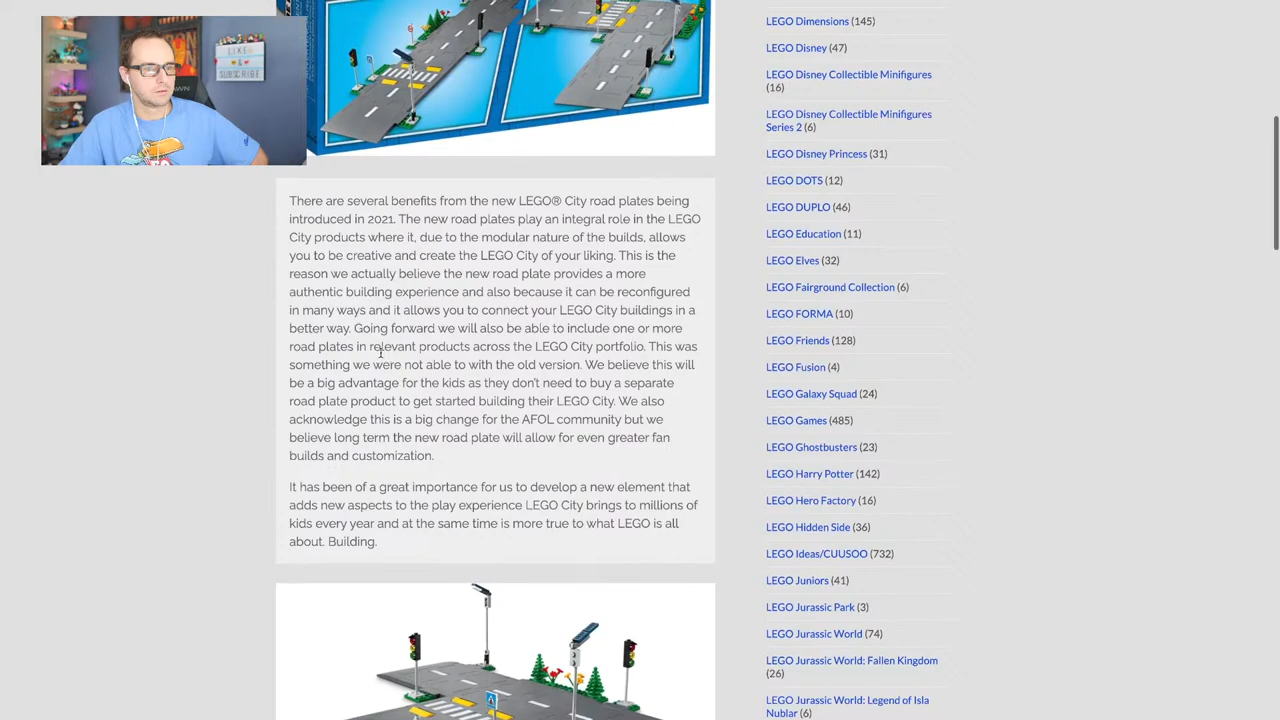 LIKE
&
SUBSCRIBE
There are several benefits from the new LEGO® City road plates being
introduced in 2021. The new road plates play an integral role in the LEGO
City products where it, due to the modular nature of the builds, allows
you to be creative and create the LEGO City of your liking. This is the
reason we actually believe the new road plate provides a more
authentic building experience and also because it can be reconfigured
in many ways and it allows you to connect your LEGO City buildings in a
better way. Going forward we will also be able to include one or more
road plates in relevant products across the LEGO City portfolio. This was
something we were not able to with the old version. We believe this will
be a big advantage for the kids as they don't need to buy a separate
road plate product to get started building their LEGO City. We also
acknowledge this is a big change for the AFOL community but we
believe long term the new road plate will allow for even greater fan
builds and customization.
It has been of a great importance for us to develop a new element that
adds new aspects to the play experience LEGO City brings to millions of
kids every year and at the same time is more true to what LEGO is all
about. Building.
LEGO Dimensions (145)
LEGO Disney (47)
LEGO Disney Collectible Minifigures
(16)
LEGO Disney Collectible Minifigures
Series 2 (6)
LEGO Disney Princess (31)
LEGO DOTS (12)
LEGO DUPLO (46)
LEGO Education (11)
LEGO Elves (32)
LEGO Fairground Collection (6)
LEGO FORMA (10)
LEGO Friends (128)
LEGO Fusion (4)
LEGO Galaxy Squad (24)
LEGO Games (485)
LEGO Ghostbusters (23)
LEGO Harry Potter (142)
LEGO Hero Factory (16)
LEGO Hidden Side (36)
LEGO Ideas/CUUSOO (732)
LEGO Juniors (41)
LEGO Jurassic Park (3)
LEGO Jurassic World (74)
LEGO Jurassic World: Fallen Kingdom
(26)
LEGO Jurassic World: Legend of Isla
Nublar (6)